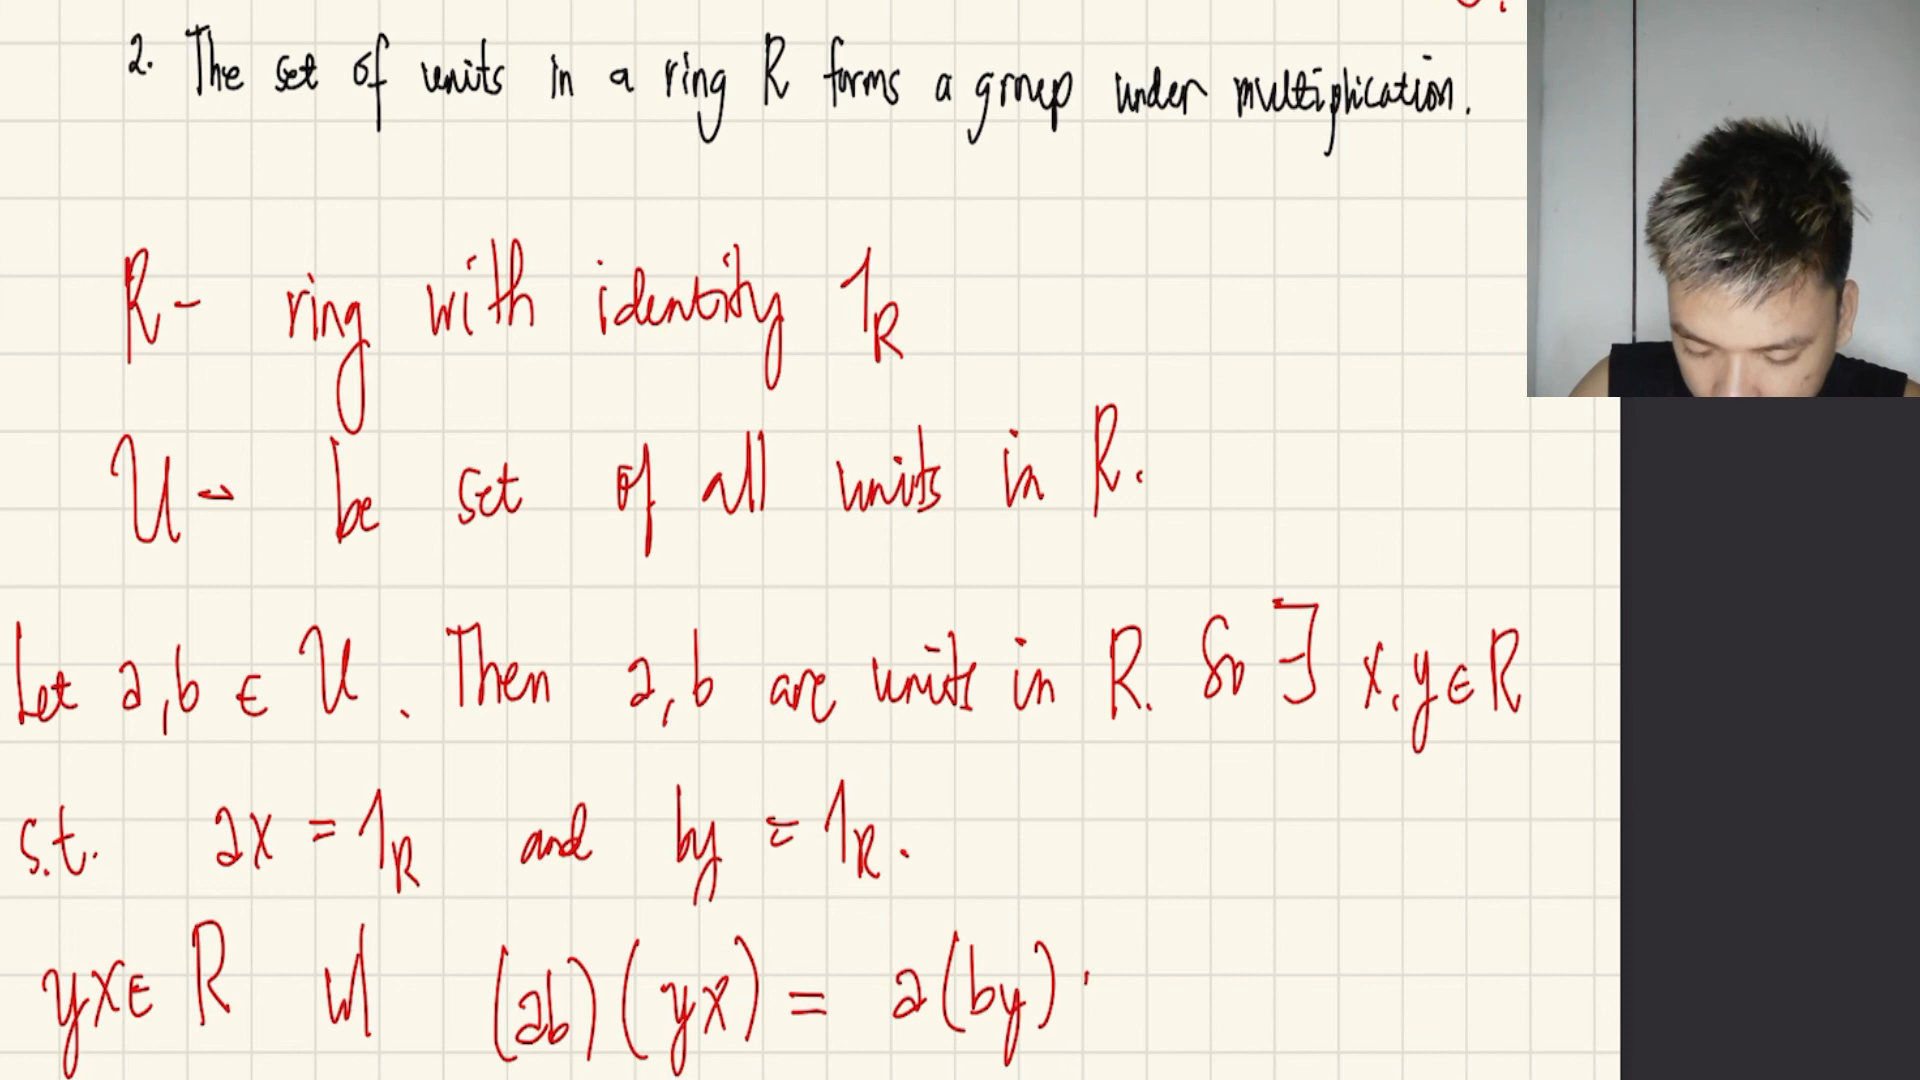 2. The set of units in a ring R forms a group under multiplication.
R - ring with identity 1_R
U - be set of all units in R.
Let a, b ∈ U. Then a, b are units in R. So ∃ x, y ∈ R
s.t. ax = 1_R and by = 1_R.
yx ∈ R w/ (ab)(yx) = a(by)